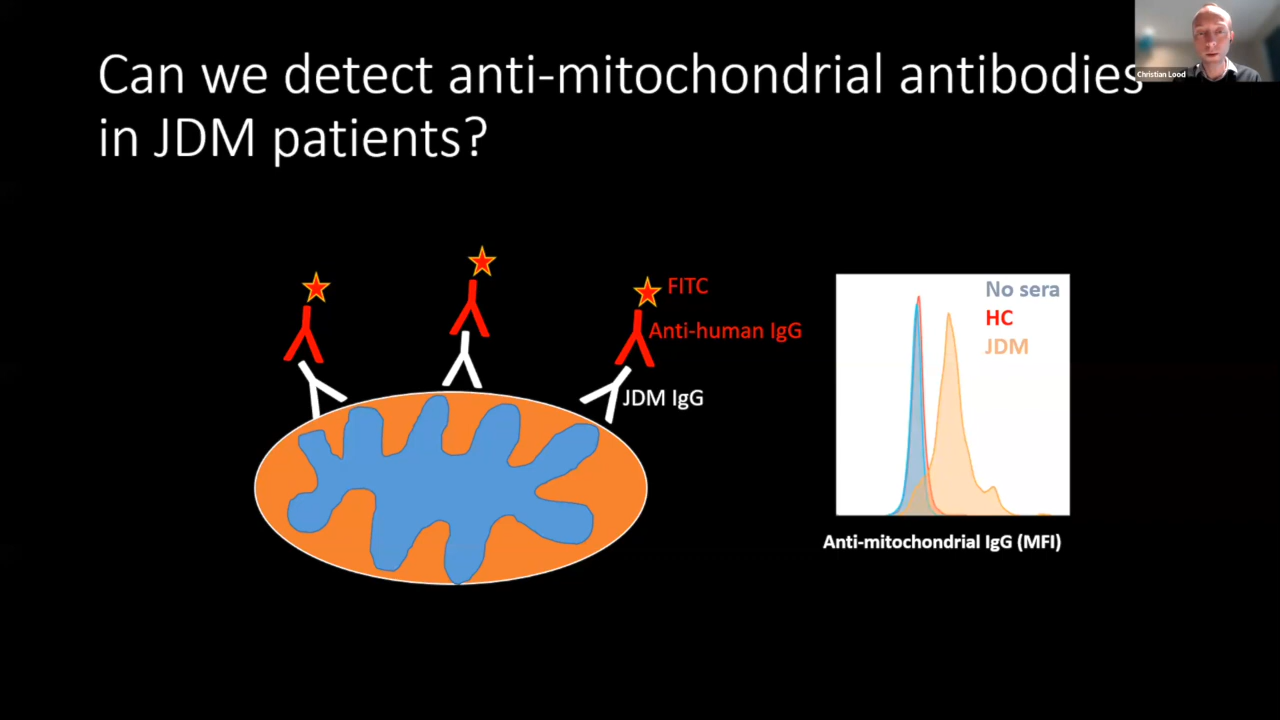 Can we detect anti-mitochondrial antibodies
in JDM patients?
Christian Lood
FITC
Anti-human IgG
JDM IgG
No sera
HC
JDM
Anti-mitochondrial IgG (MFI)